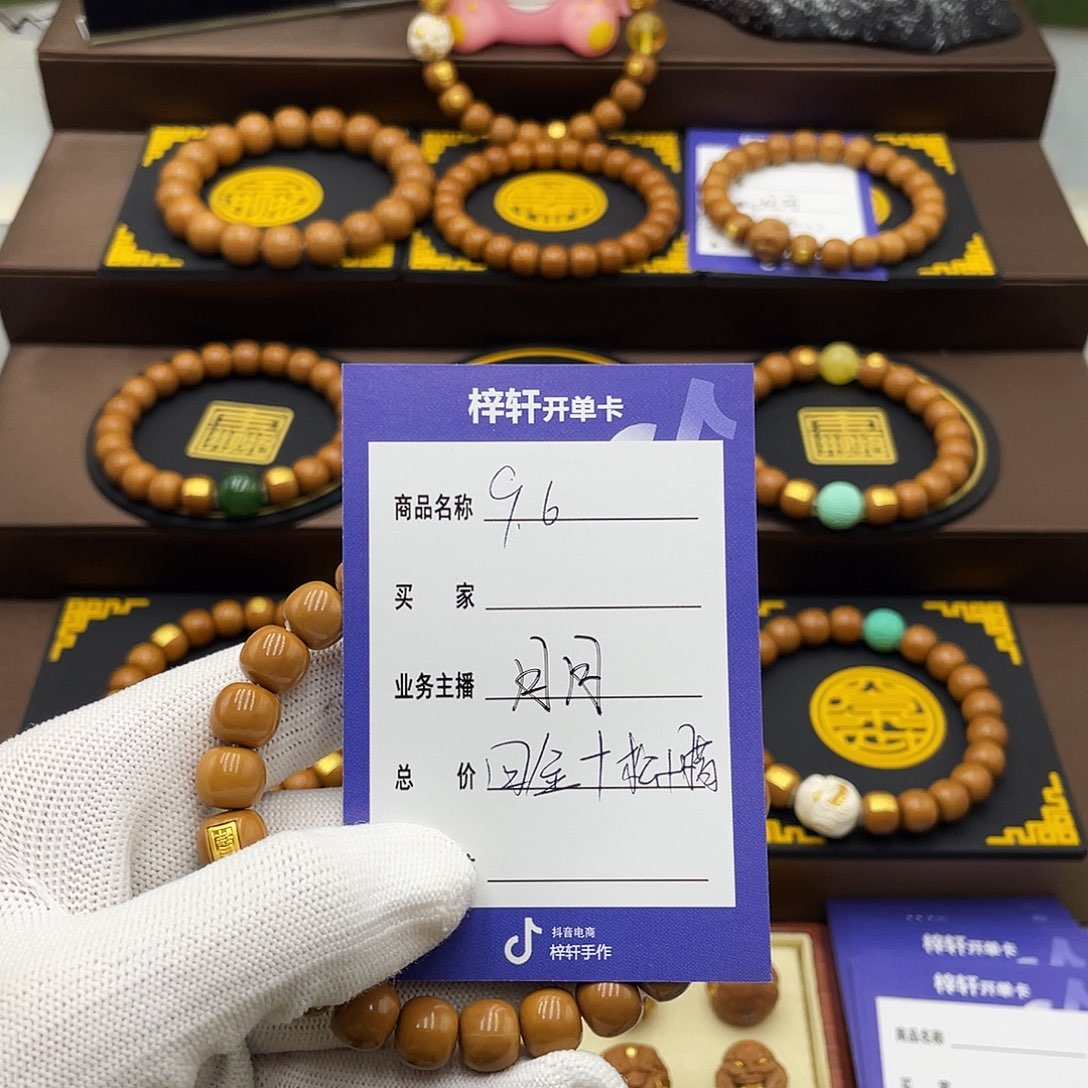 梓轩开单卡
商品名称 9.6
买 家
业务主播 月月
总 价
抖音电商
梓轩手作
梓轩开单卡
梓轩开单卡
商品名称